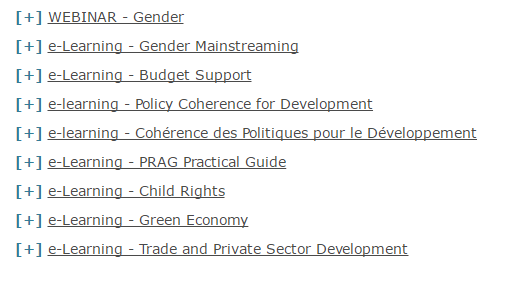 [+] WEBINAR - Gender
[+] e-Learning - Gender Mainstreaming
[+] e-Learning - Budget Support
[+] e-learning - Policy Coherence for Development
[+] e-learning - Cohérence des Politiques pour le Développement
[+] e-Learning - PRAG Practical Guide
[+] e-Learning - Child Rights
[+] e-Learning - Green Economy
[+] e-Learning - Trade and Private Sector Development